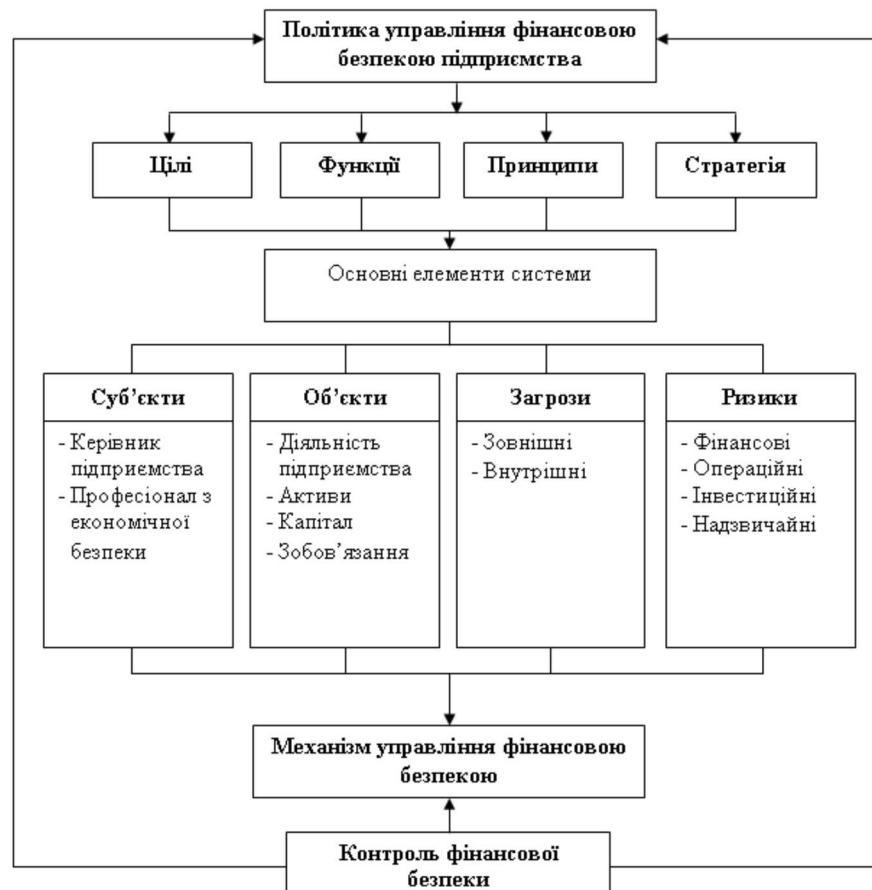 Політика управління фінансовою
безпекою підприємства
Цілі
Функції
Принципи
Стратегія
Основні елементи системи
Суб’єкти
- Керівник
підприємства
- Професіонал з
економічної
безпеки
Об’єкти
- Діяльність
підприємства
- Активи
- Капітал
- Зобов’язання
Загрози
- Зовнішні
- Внутрішні
Ризики
- Фінансові
- Операційні
- Інвестиційні
- Надзвичайні
Механізм управління фінансовою
безпекою
Контроль фінансової
безпеки